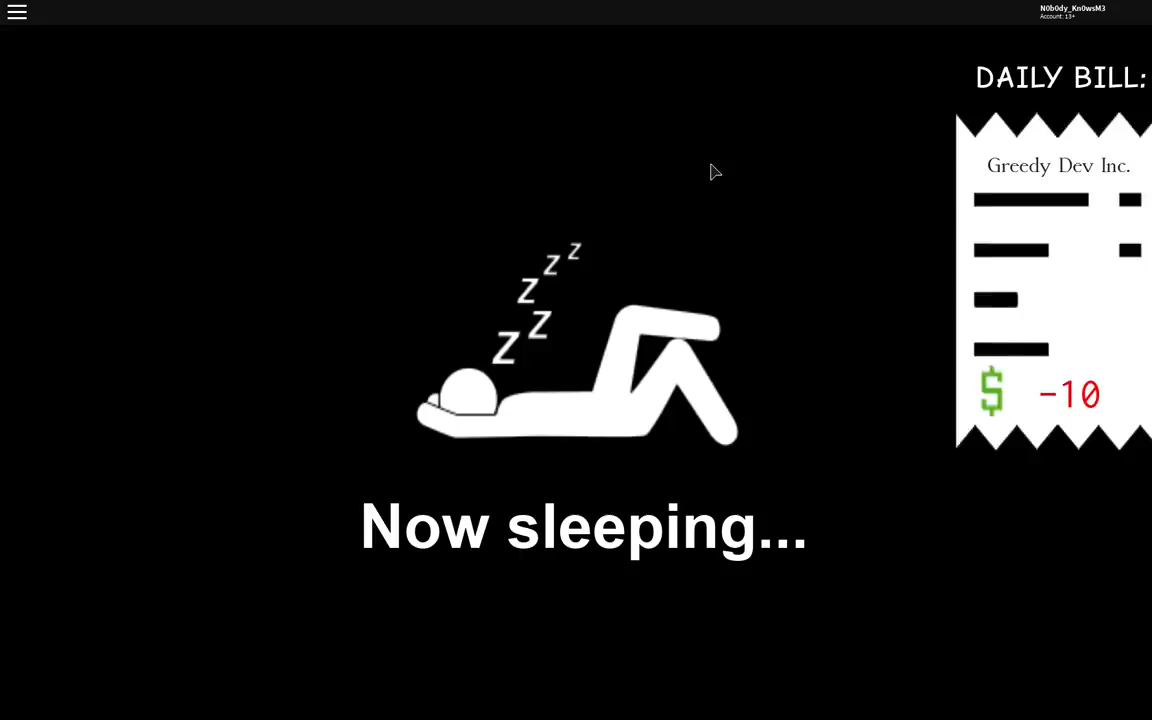 N0b0dy_Kn0wsM3
Account: 13+
DAILY BILL:
Greedy Dev Inc.
$ -10
z
z
z
z
z
Now sleeping...